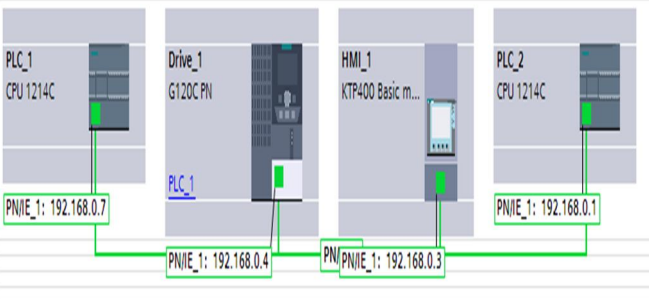 PLC_1
CPU 1214C
Drive_1
G120C PN
PLC_1
HMI_1
KTP400 Basic m...
PLC_2
CPU 1214C
PN/IE_1: 192.168.0.7
PN/IE_1: 192.168.0.1
PN/IE_1: 192.168.0.4
PN/
PN/IE_1: 192.168.0.3